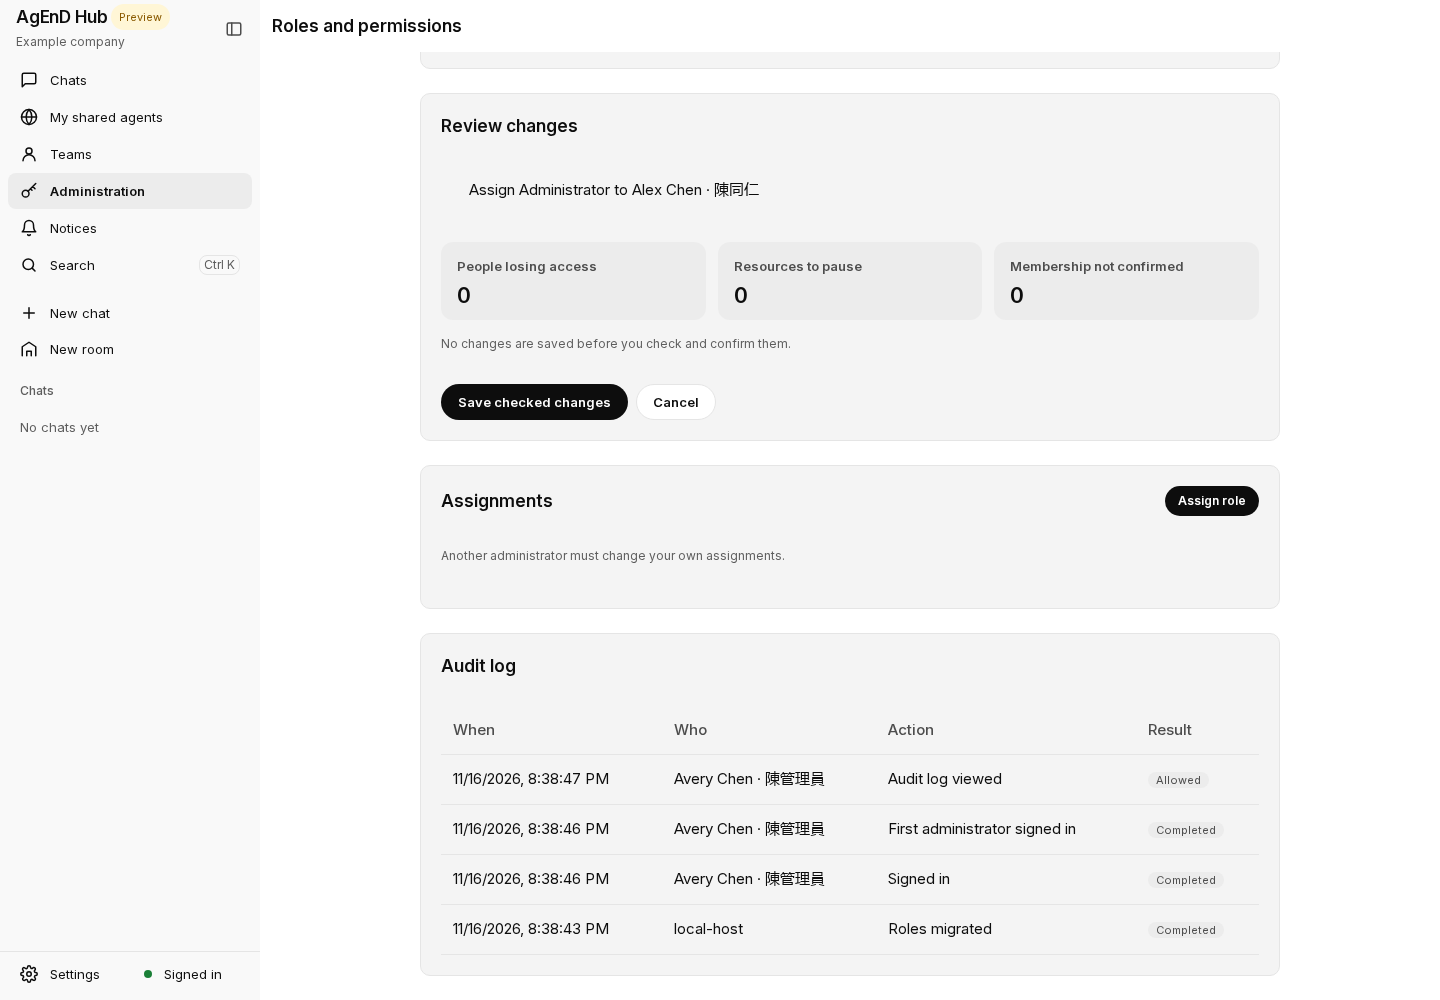 AgEnD Hub Preview
Example company
Chats
My shared agents
Teams
Administration
Notices
Search Ctrl K
New chat
New room
Chats
No chats yet
Settings
Signed in
Roles and permissions
Review changes
Assign Administrator to Alex Chen · 陳同仁
People losing access
0
Resources to pause
0
Membership not confirmed
0
No changes are saved before you check and confirm them.
Save checked changes
Cancel
Assignments
Assign role
Another administrator must change your own assignments.
Audit log
When Who Action Result
11/16/2026, 8:38:47 PM Avery Chen · 陳管理員 Audit log viewed Allowed
11/16/2026, 8:38:46 PM Avery Chen · 陳管理員 First administrator signed in Completed
11/16/2026, 8:38:46 PM Avery Chen · 陳管理員 Signed in Completed
11/16/2026, 8:38:43 PM local-host Roles migrated Completed